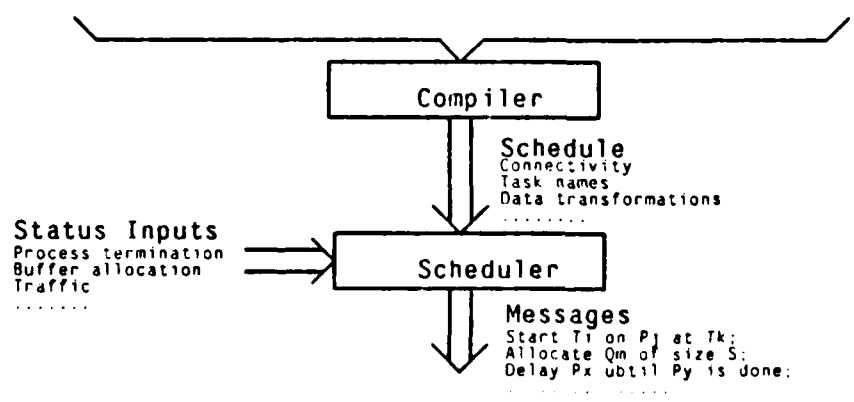 Compiler
Schedule
Connectivity
Task names
Data transformations
........
Status Inputs
Process termination
Buffer allocation
Traffic
.......
Scheduler
Messages
Start Ti on Pj at Tk;
Allocate Qm of size S;
Delay Px ubtil Py is done;
.............